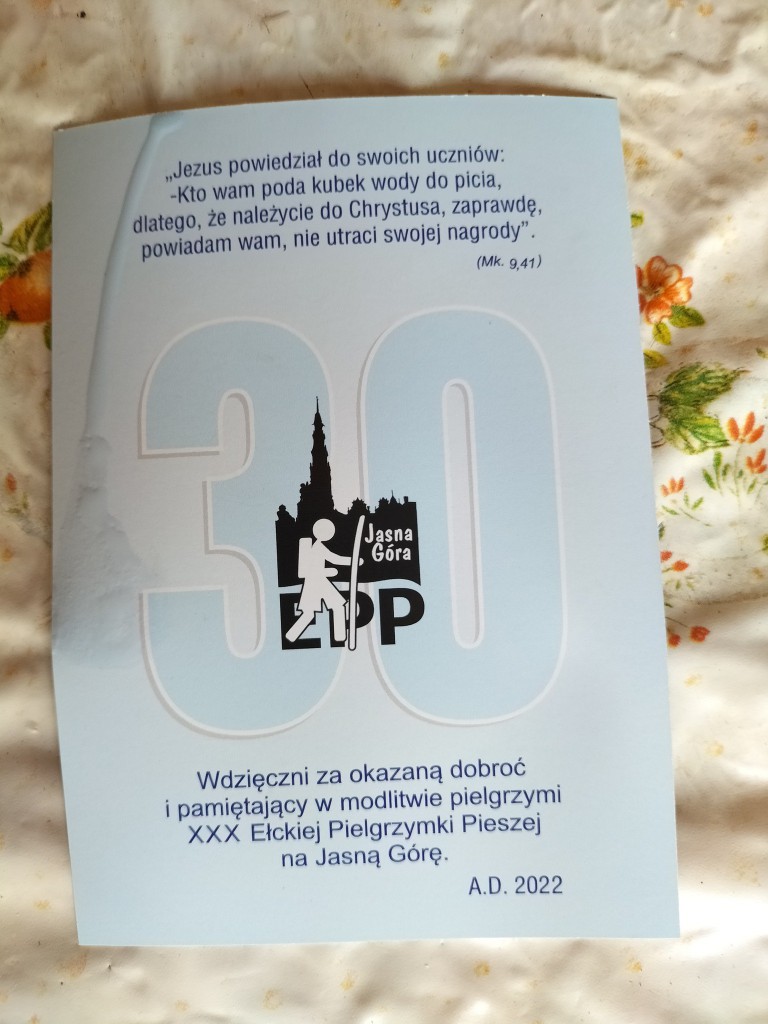 „Jezus powiedział do swoich uczniów:
-Kto wam poda kubek wody do picia,
dlatego, że należycie do Chrystusa, zaprawdę,
powiadam wam, nie utraci swojej nagrody”.
(Mk. 9,41)
30
Jasna
Góra
EPP
Wdzięczni za okazaną dobroć
i pamiętający w modlitwie pielgrzymi
XXX Ełckiej Pielgrzymki Pieszej
na Jasną Górę.
A.D. 2022